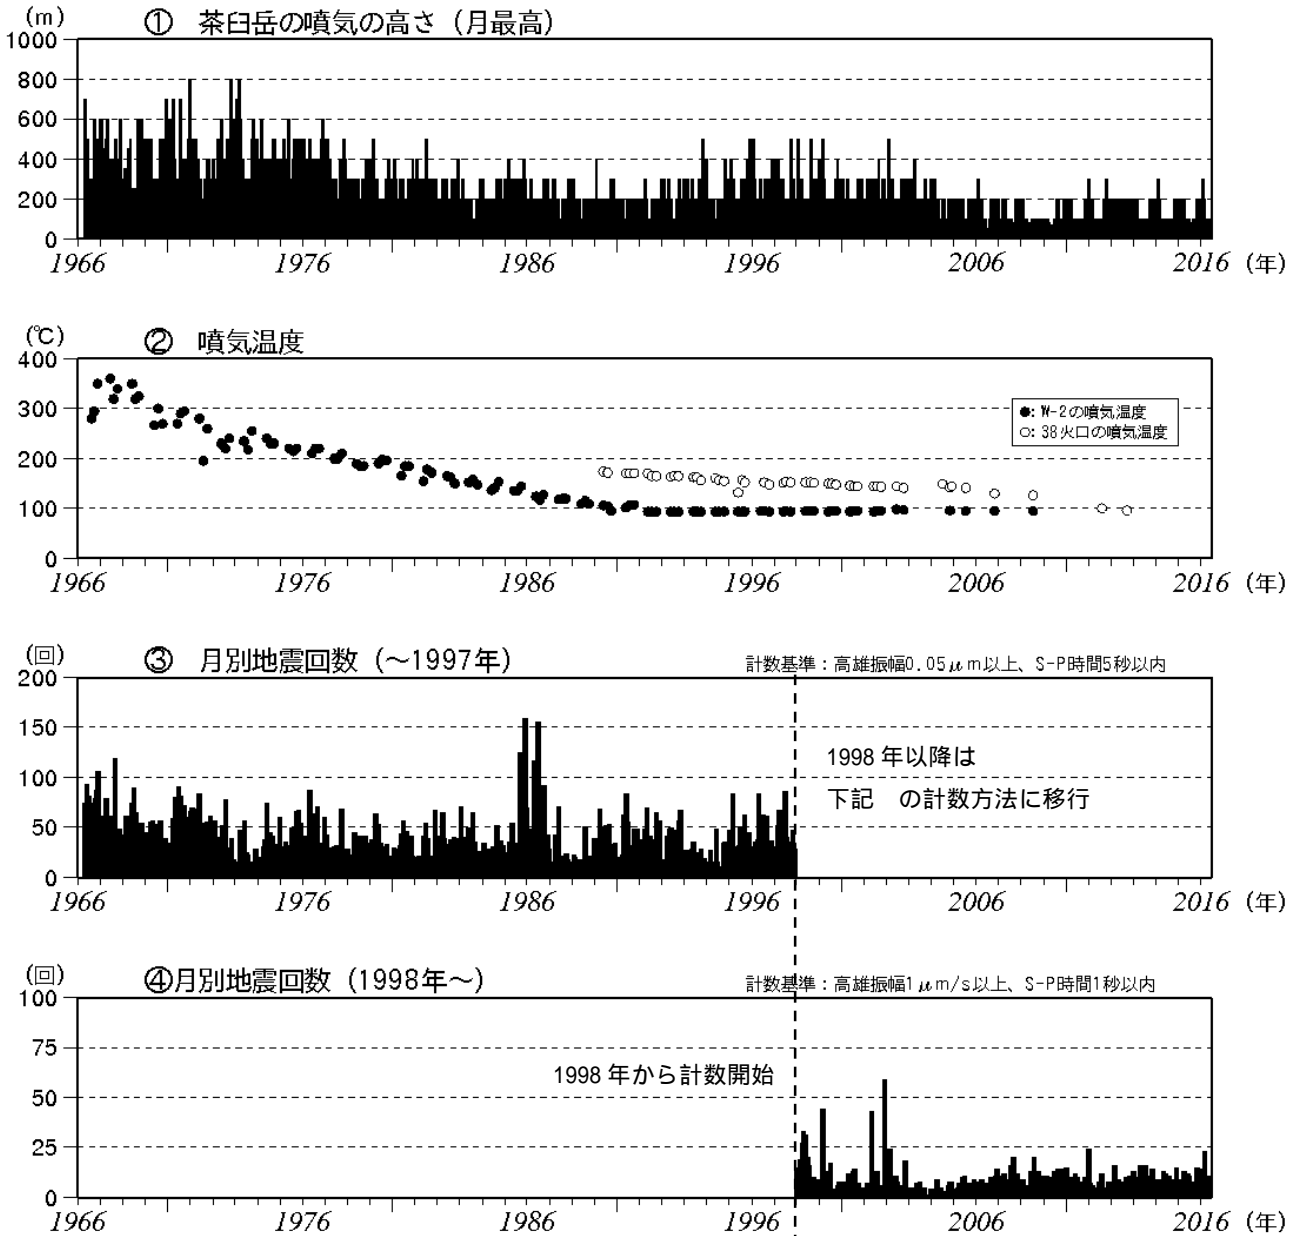 (m)
① 茶臼岳の噴気の高さ（月最高）
1000
800
600
400
200
0
1966 1976 1986 1996 2006 2016 (年)
(℃)
② 噴気温度
400
300
●: W-2の噴気温度
○: 38火口の噴気温度
200
100
0
1966 1976 1986 1996 2006 2016 (年)
(回)
③ 月別地震回数（～1997年）
計数基準：高雄振幅0.05μm以上、S-P時間5秒以内
200
150
1998 年以降は
100
下記 の計数方法に移行
50
0
1966 1976 1986 1996 2006 2016 (年)
(回)
④月別地震回数（1998年～）
計数基準：高雄振幅1μm/s以上、S-P時間1秒以内
100
75
1998 年から計数開始
50
25
0
1966 1976 1986 1996 2006 2016 (年)